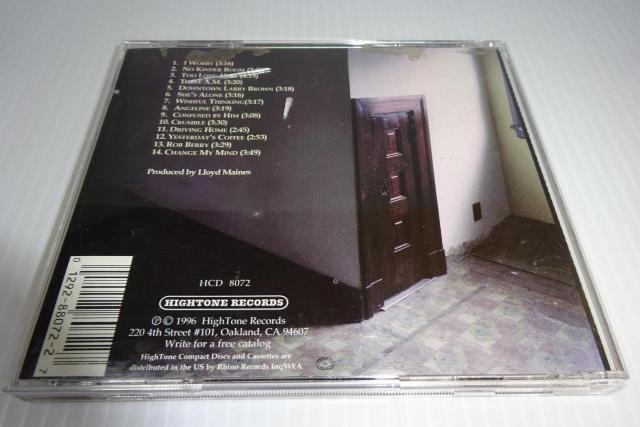 1. I Worry (3:16)
2. No Kinder Room
3. Too Long Here (4:19)
4. Three A.M. (3:20)
5. Downtown Larry Brown (3:18)
6. She's Alone (3:16)
7. Wishful Thinking(3:17)
8. Angeline (3:19)
9. Confused by Him (3:08)
10. Crumble (3:30)
11. Driving Home (2:45)
12. Yesterday's Coffee (2:53)
13. Rob Berry (3:29)
14. Change My Mind (3:49)
Produced by Lloyd Maines
HCD 8072
HIGHTONE RECORDS
℗ © 1996 HighTone Records
220 4th Street #101, Oakland, CA 94607
Write for a free catalog
HighTone Compact Discs and Cassettes are
distributed in the US by Rhino Records Inc/WEA
0 1292-88072-2 7